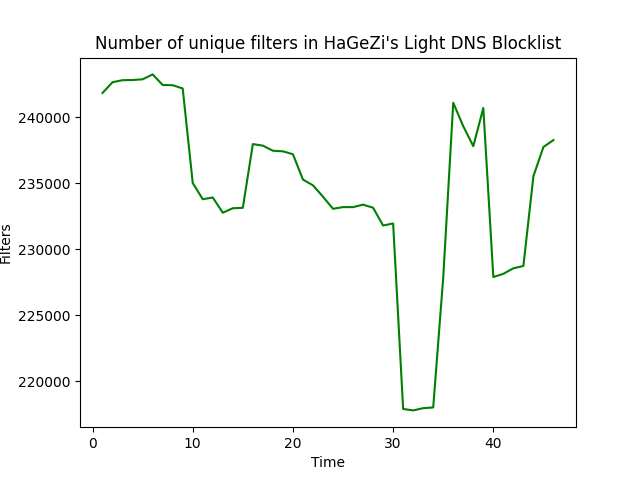 Number of unique filters in HaGeZi's Light DNS Blocklist
Filters
240000
235000
230000
225000
220000
0 10 20 30 40
Time